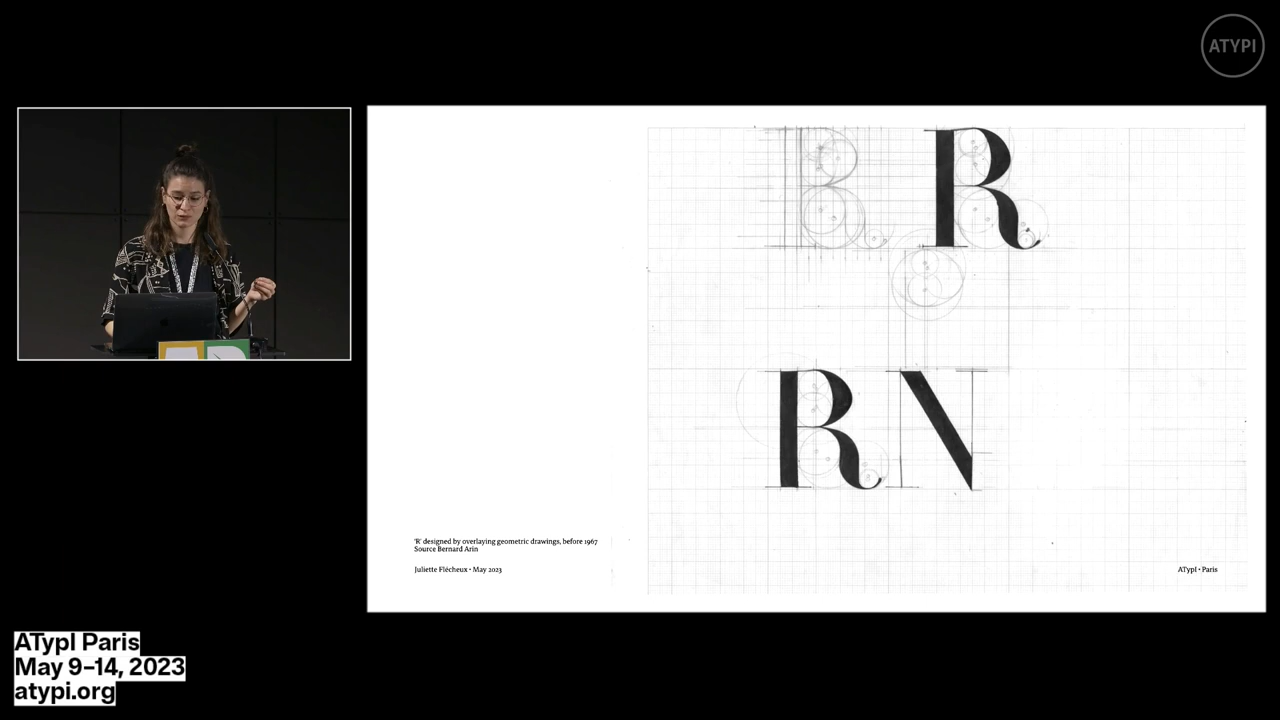 ATYPI
R R
R N
'R' designed by overlaying geometric drawings, before 1967
Source Bernard Arin
Juliette Flécheux • May 2023
ATypI • Paris
ATypI Paris
May 9–14, 2023
atypi.org